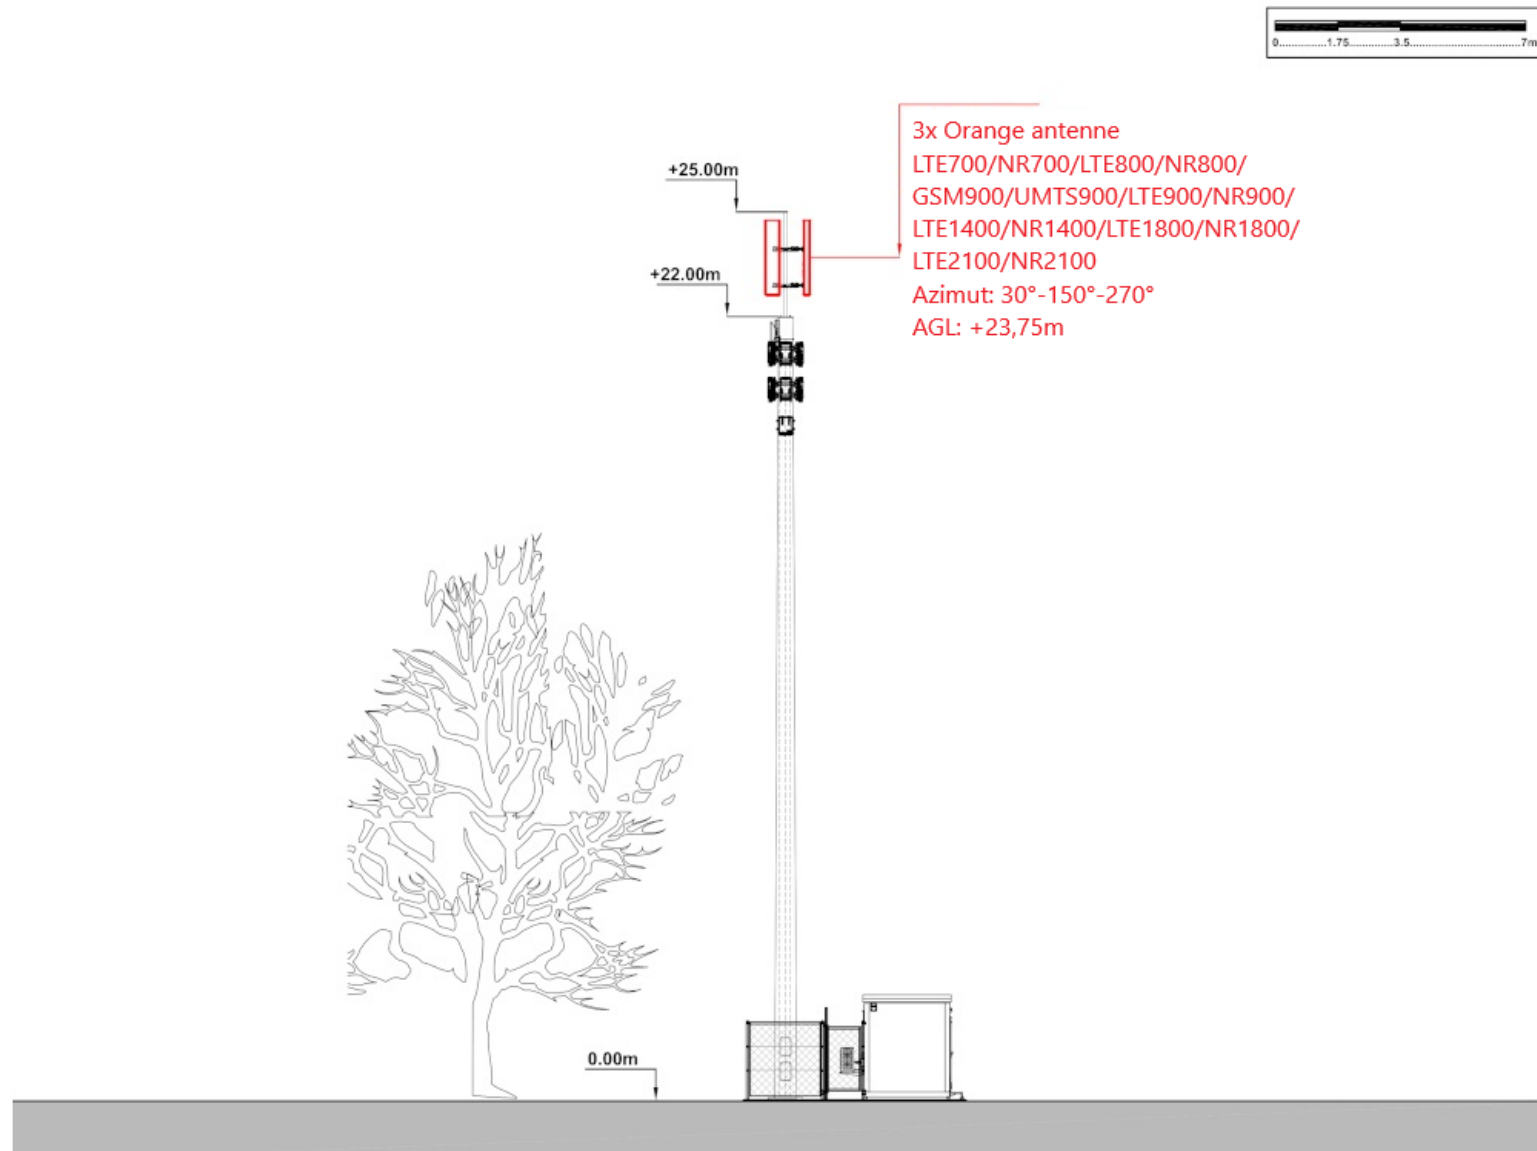 0.............1.75............3.5...............................7m
3x Orange antenne
LTE700/NR700/LTE800/NR800/
GSM900/UMTS900/LTE900/NR900/
LTE1400/NR1400/LTE1800/NR1800/
LTE2100/NR2100
Azimut: 30°-150°-270°
AGL: +23,75m
+25.00m
+22.00m
0.00m